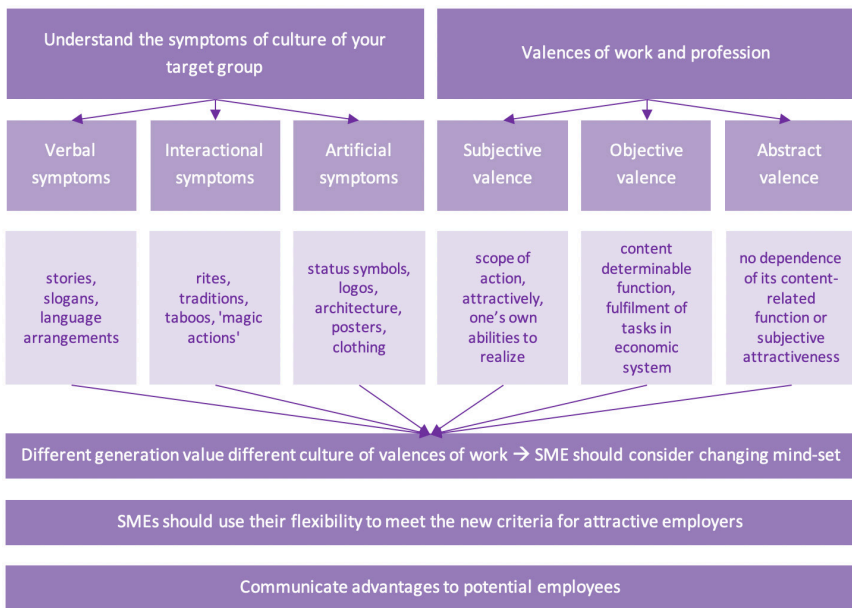 Understand the symptoms of culture of your
target group
Valences of work and profession
Verbal
symptoms
Interactional
symptoms
Artificial
symptoms
Subjective
valence
Objective
valence
Abstract
valence
stories,
slogans,
language
arrangements
rites,
traditions,
taboos, 'magic
actions'
status symbols,
logos,
architecture,
posters,
clothing
scope of
action,
attractively,
one's own
abilities to
realize
content
determinable
function,
fulfilment of
tasks in
economic
system
no dependence
of its content-
related
function or
subjective
attractiveness
Different generation value different culture of valences of work → SME should consider changing mind-set
SMEs should use their flexibility to meet the new criteria for attractive employers
Communicate advantages to potential employees